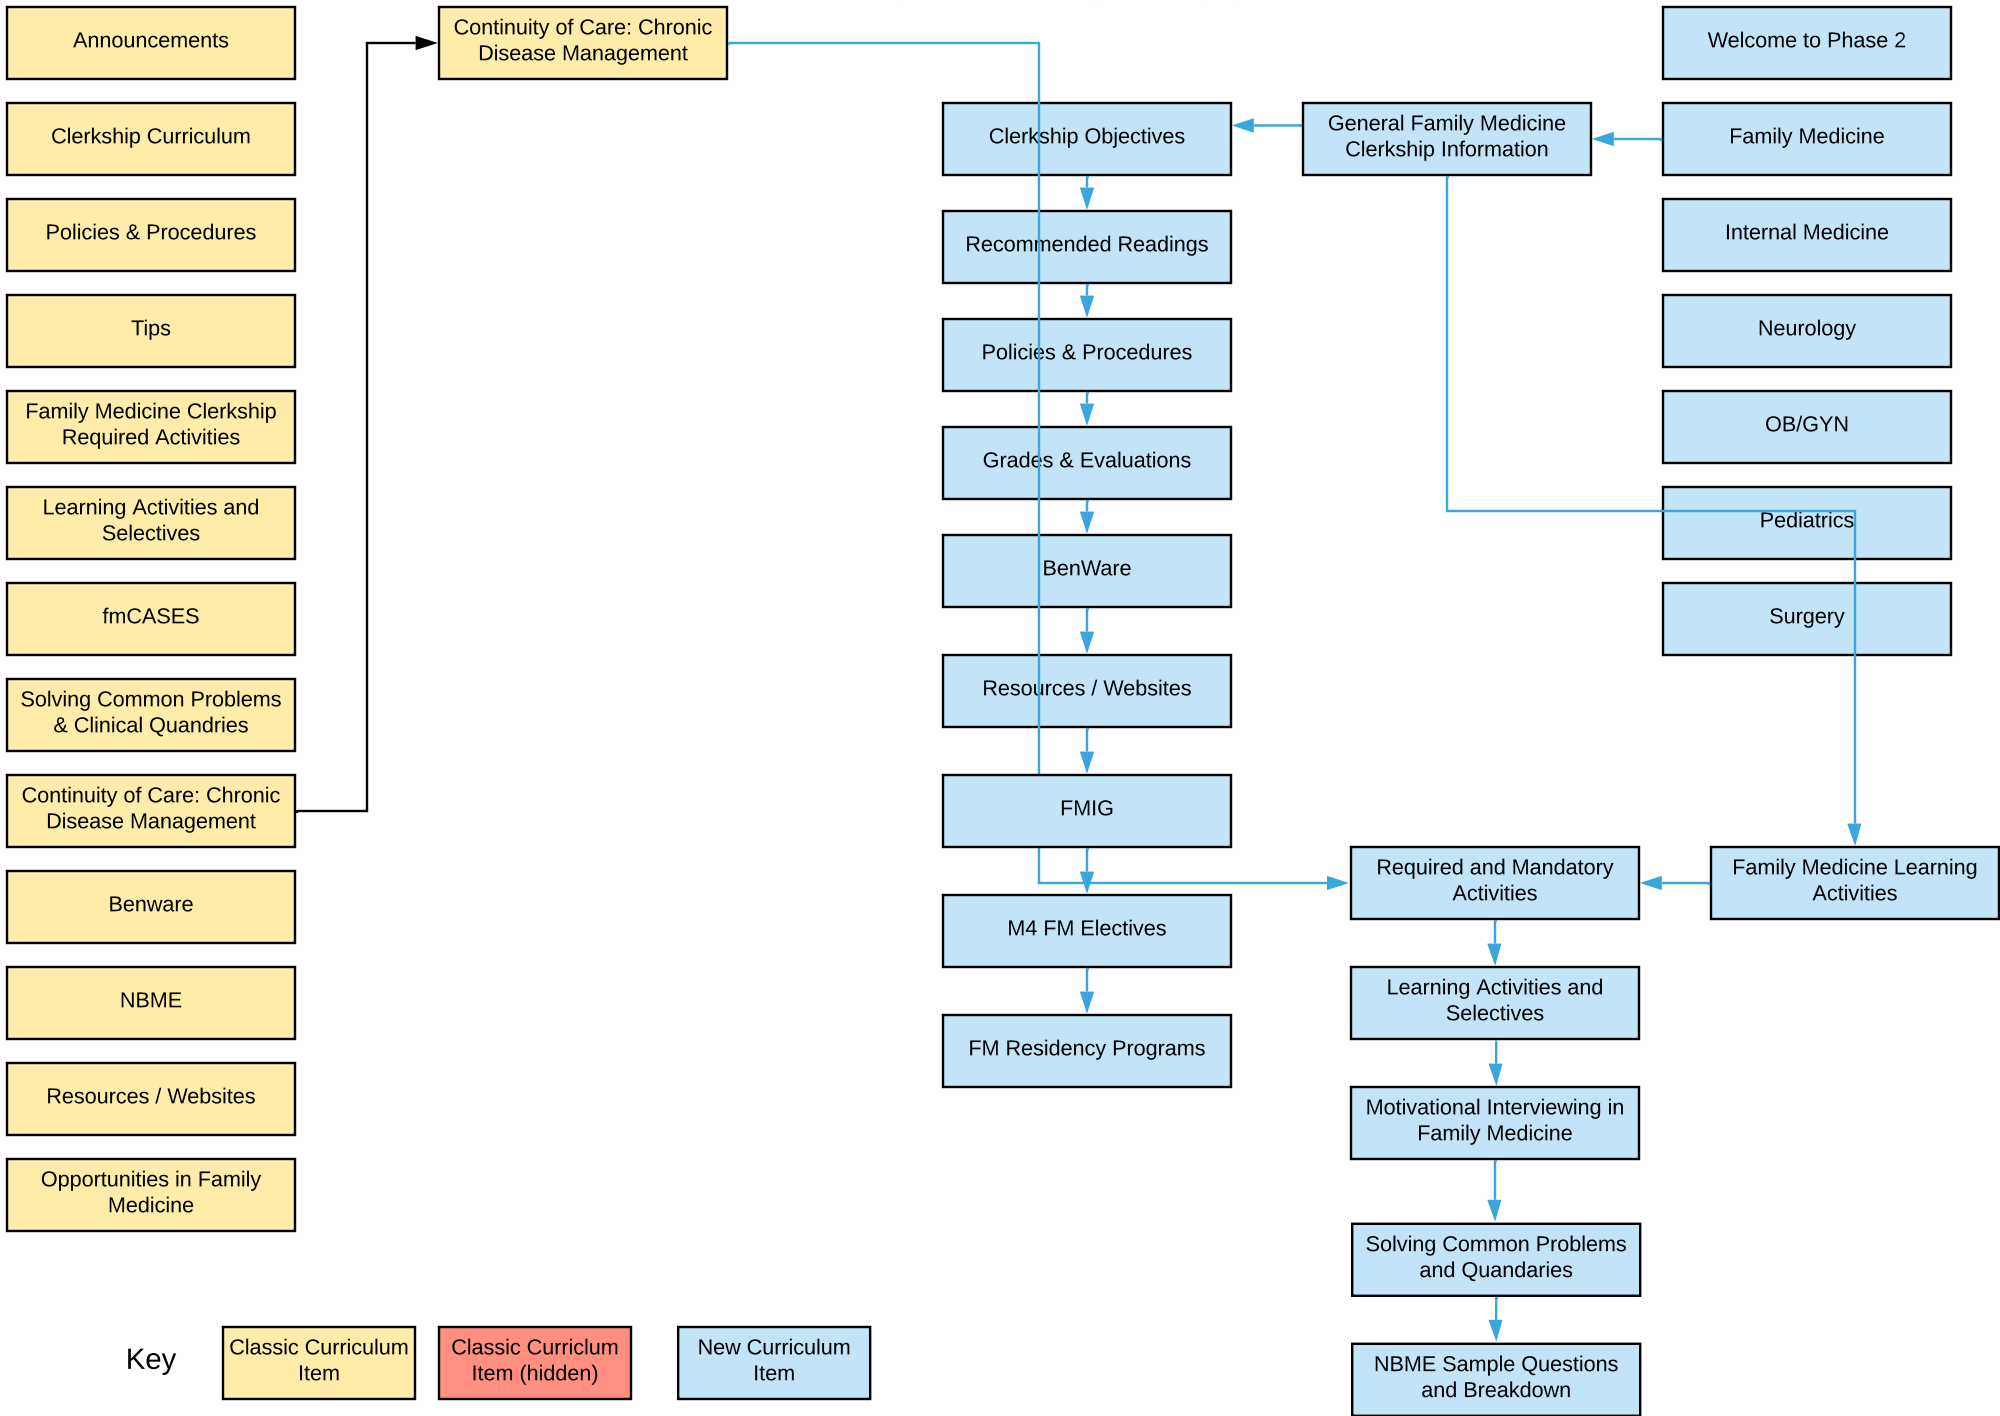 Announcements
Clerkship Curriculum
Policies & Procedures
Tips
Family Medicine Clerkship
Required Activities
Learning Activities and
Selectives
fmCASES
Solving Common Problems
& Clinical Quandries
Continuity of Care: Chronic
Disease Management
Benware
NBME
Resources / Websites
Opportunities in Family
Medicine
Continuity of Care: Chronic
Disease Management
Clerkship Objectives
Recommended Readings
Policies & Procedures
Grades & Evaluations
BenWare
Resources / Websites
FMIG
M4 FM Electives
FM Residency Programs
General Family Medicine
Clerkship Information
Required and Mandatory
Activities
Learning Activities and
Selectives
Motivational Interviewing in
Family Medicine
Solving Common Problems
and Quandaries
NBME Sample Questions
and Breakdown
Welcome to Phase 2
Family Medicine
Internal Medicine
Neurology
OB/GYN
Pediatrics
Surgery
Family Medicine Learning
Activities
Key
Classic Curriculum
Item
Classic Curriclum
Item (hidden)
New Curriculum
Item